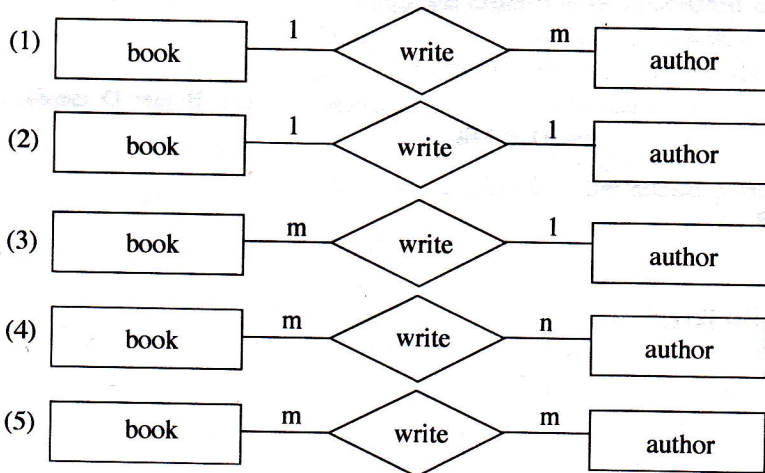 (1) book 1 write m author
(2) book 1 write 1 author
(3) book m write 1 author
(4) book m write n author
(5) book m write m author